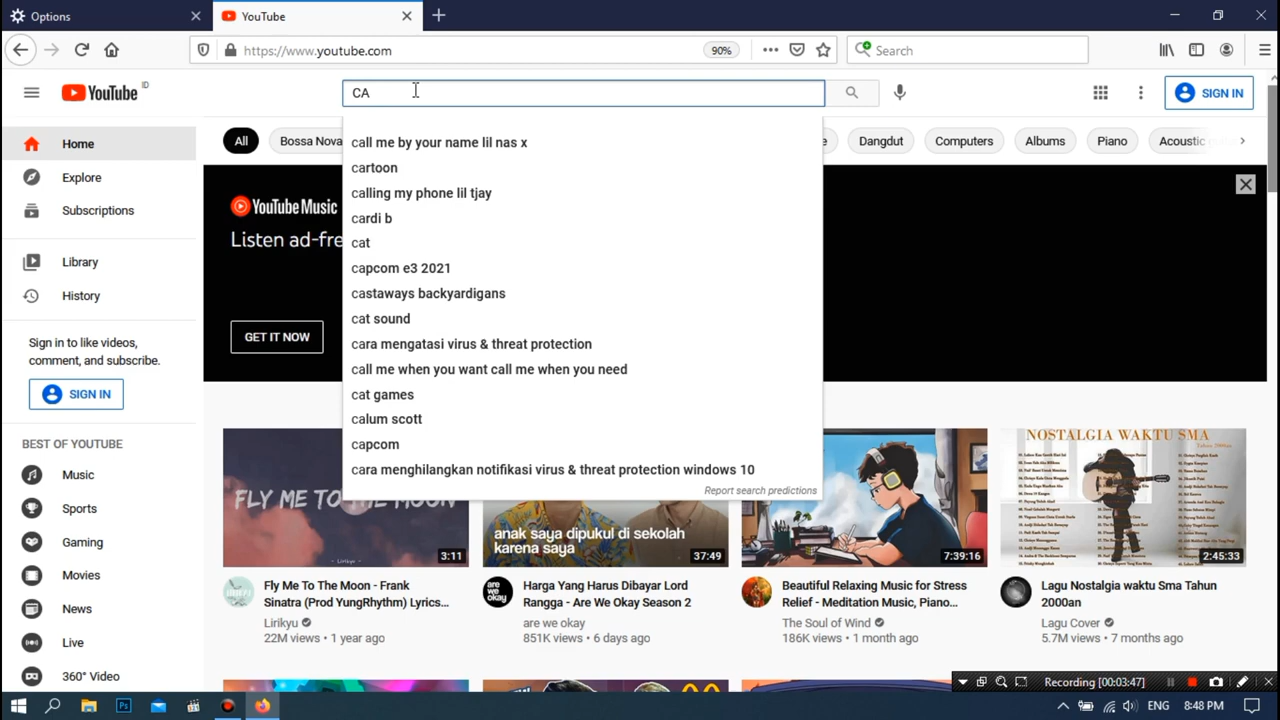 Options
YouTube
https://www.youtube.com
90%
Search
YouTube ID
CA
SIGN IN
Home
Explore
Subscriptions
Library
History
Sign in to like videos,
comment, and subscribe.
SIGN IN
BEST OF YOUTUBE
Music
Sports
Gaming
Movies
News
Live
360° Video
All
Bossa Nova
Dangdut
Computers
Albums
Piano
Acoustic
YouTube Music
Listen ad-fre
GET IT NOW
call me by your name lil nas x
cartoon
calling my phone lil tjay
cardi b
cat
capcom e3 2021
castaways backyardigans
cat sound
cara mengatasi virus & threat protection
call me when you want call me when you need
cat games
calum scott
capcom
cara menghilangkan notifikasi virus & threat protection windows 10
Report search predictions
FLY ME TO THE MOON
Lirikyu
3:11
anak saya dipukul di sekolah
karena saya
37:49
7:39:16
NOSTALGIA WAKTU SMA
2:45:33
Fly Me To The Moon - Frank
Sinatra (Prod YungRhythm) Lyrics...
Lirikyu
22M views • 1 year ago
are
we
okay
Harga Yang Harus Dibayar Lord
Rangga - Are We Okay Season 2
are we okay
851K views • 6 days ago
Beautiful Relaxing Music for Stress
Relief - Meditation Music, Piano...
The Soul of Wind
186K views • 1 month ago
Lagu Nostalgia waktu Sma Tahun
2000an
Lagu Cover
5.7M views • 7 months ago
Recording [00:03:47]
Ps
ENG
8:48 PM